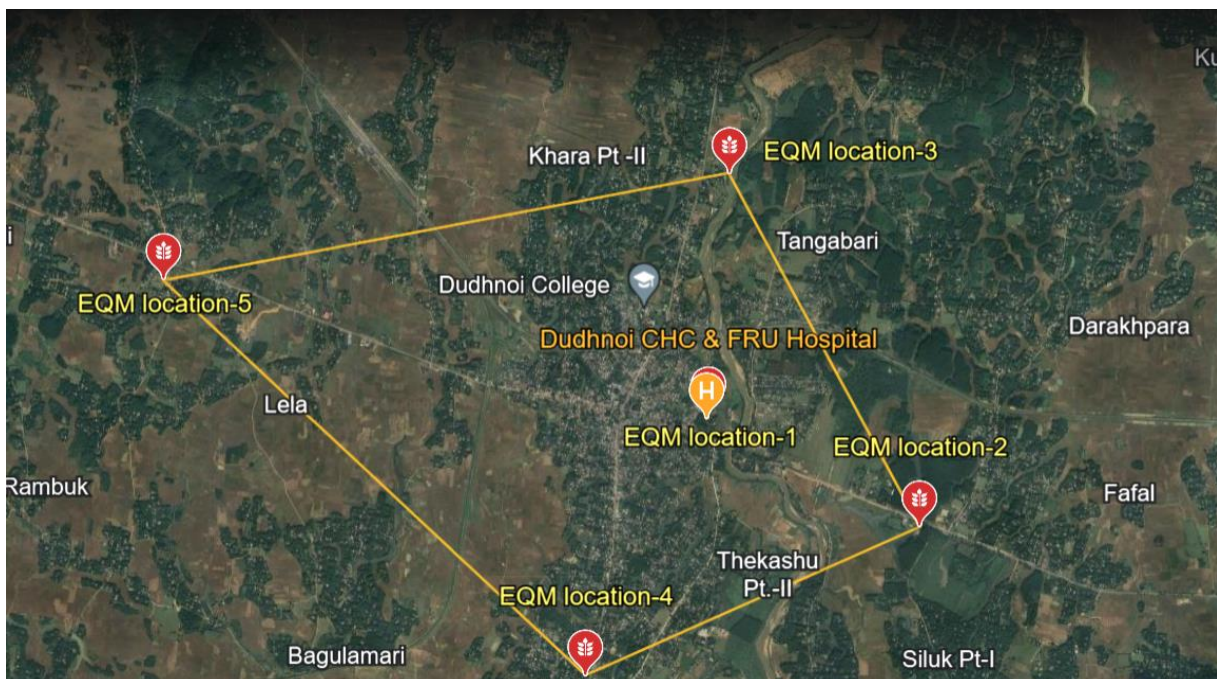 Ku
Khara Pt -II
EQM location-3
i
Tangabari
EQM location-5
Dudhnoi College
Darakhpara
Dudhnoi CHC & FRU Hospital
Lela
H
EQM location-1
EQM location-2
Rambuk
Fafal
Thekashu
Pt.-II
EQM location-4
Bagulamari
Siluk Pt-I